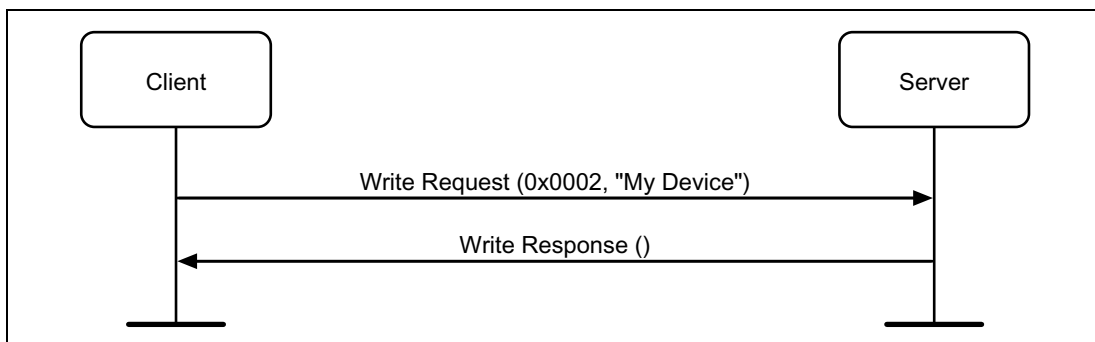 Client
Server
Write Request (0x0002, "My Device")
Write Response ()